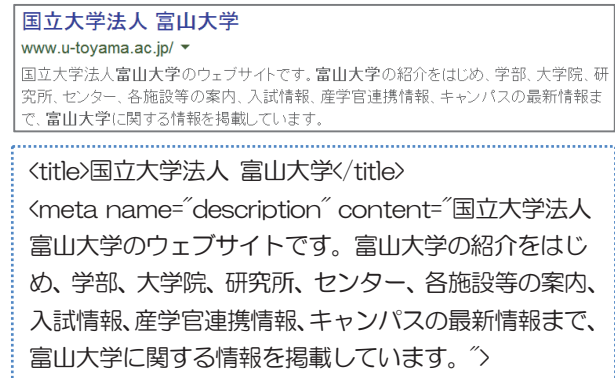 国立大学法人 富山大学
www.u-toyama.ac.jp/ ▼
国立大学法人富山大学のウェブサイトです。富山大学の紹介をはじめ、学部、大学院、研
究所、センター、各施設等の案内、入試情報、産学官連携情報、キャンパスの最新情報ま
で、富山大学に関する情報を掲載しています。
<title>国立大学法人 富山大学</title>
<meta name="description" content="国立大学法人
富山大学のウェブサイトです。富山大学の紹介をはじ
め、学部、大学院、研究所、センター、各施設等の案内、
入試情報、産学官連携情報、キャンパスの最新情報まで、
富山大学に関する情報を掲載しています。">